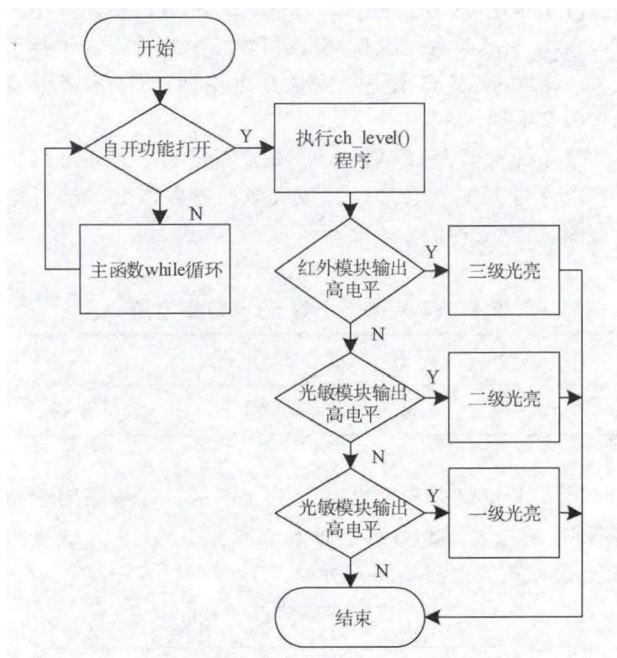 开始
自开功能打开
Y
执行ch_level()
程序
N
主函数while循环
红外模块输出
高电平
Y
三级光亮
N
光敏模块输出
高电平
Y
二级光亮
N
光敏模块输出
高电平
Y
一级光亮
N
结束